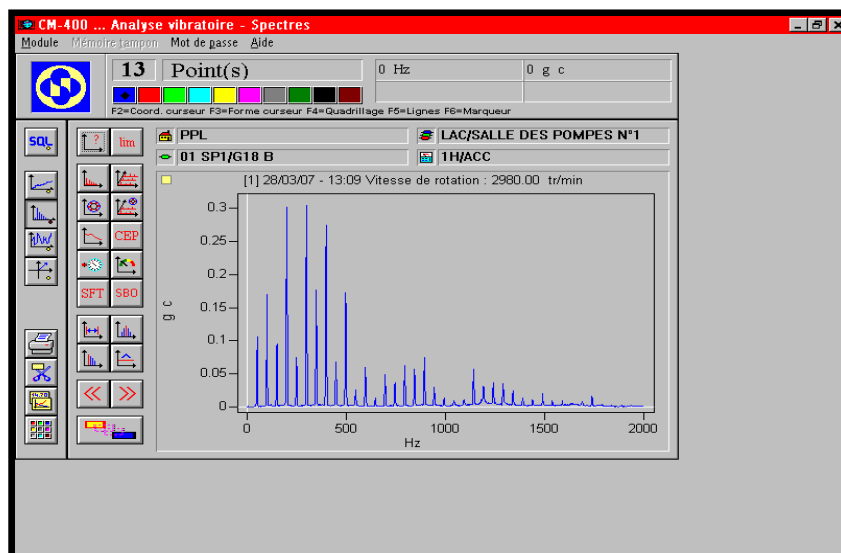 CM-400 ... Analyse vibratoire - Spectres
Module Mémoire tampon Mot de passe Aide
13 Point(s) 0 Hz 0 g c
F2=Coord. curseur F3=Forme curseur F4=Quadrillage F5=Lignes F6=Marqueur
SQL ? lim PPL LAC/SALLE DES POMPES N°1
01 SP1/G18 B 1H/ACC
[1] 28/03/07 - 13:09 Vitesse de rotation : 2980.00 tr/min
CEP
SFT SBO
<< >>
0.3
0.25
0.2
0.15
0.1
0.05
0
g c
0 500 1000 1500 2000
Hz